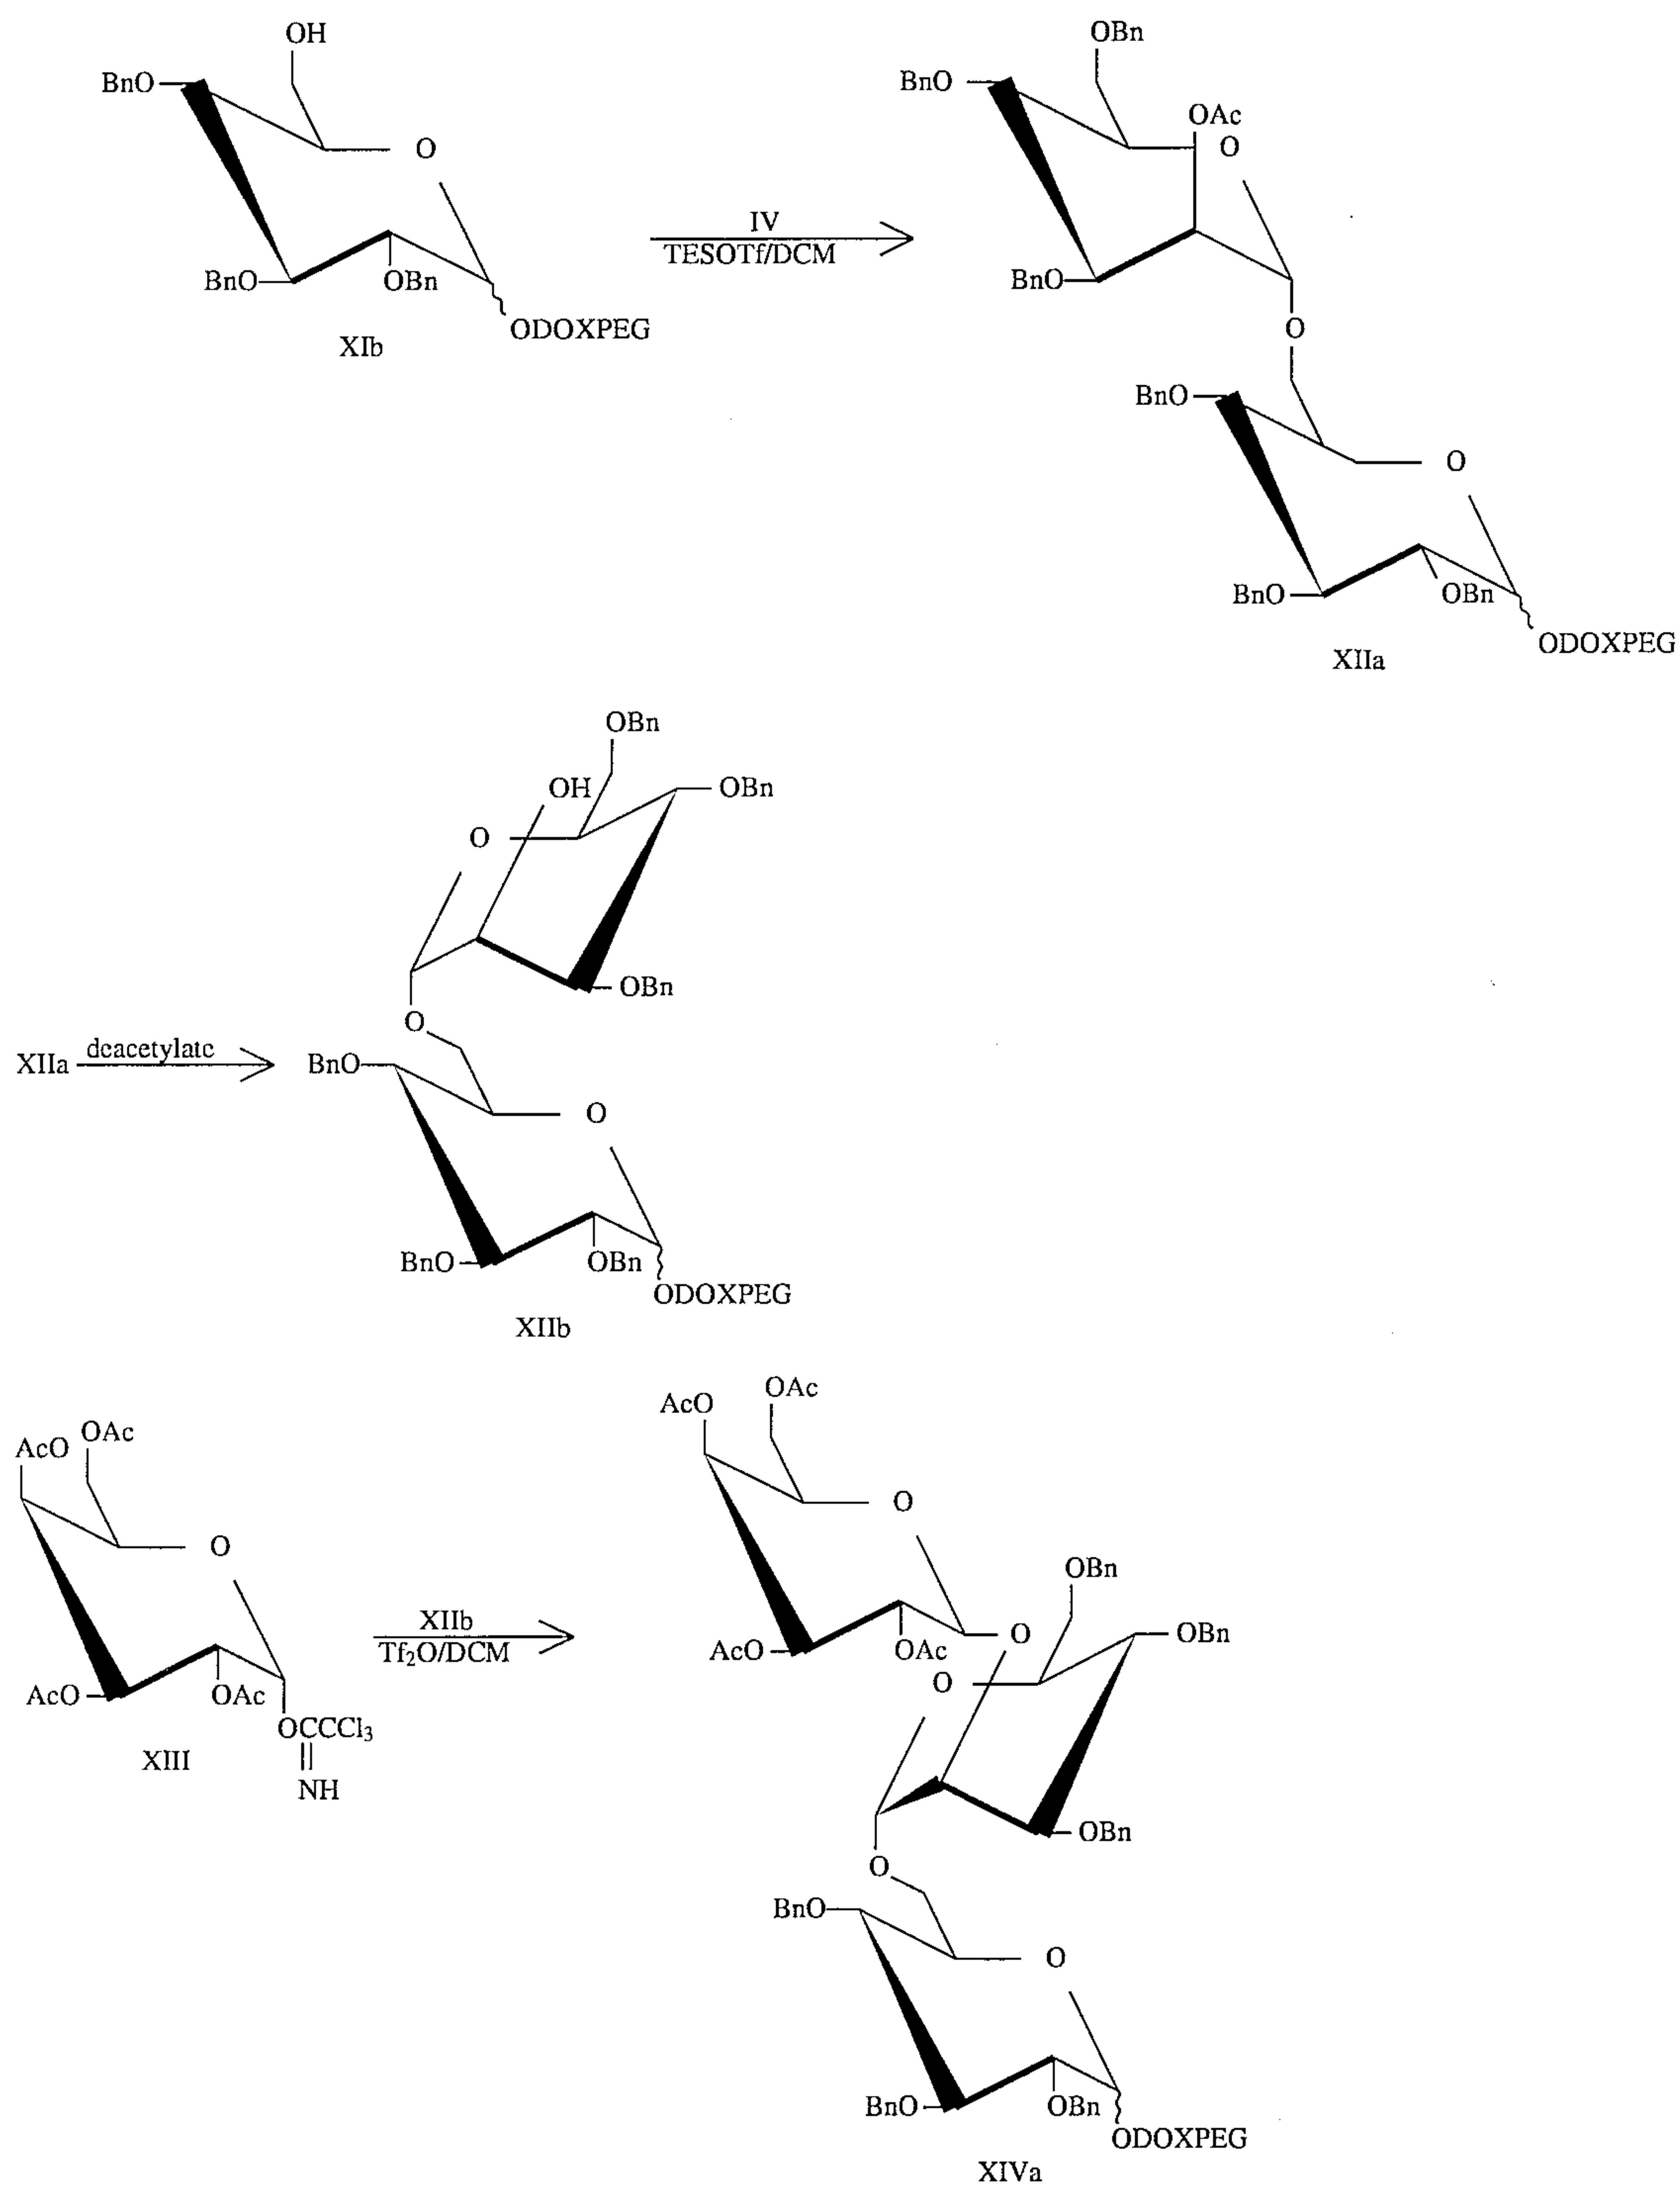 OH
BnO
O
BnO
OBn
ODOXPEG
XIb
IV
TESOTf/DCM
OBn
BnO
OAc
O
BnO
O
BnO
O
BnO
OBn
ODOXPEG
XIIa
OBn
OH
OBn
O
OBn
O
XIIa
deacetylate
BnO
O
BnO
OBn
ODOXPEG
XIIb
AcO
OAc
O
AcO
OAc
OCCCl3
NH
XIII
XIIb
Tf2O/DCM
AcO
OAc
O
OBn
AcO
OAc
O
OBn
O
OBn
O
BnO
O
BnO
OBn
ODOXPEG
XIVa